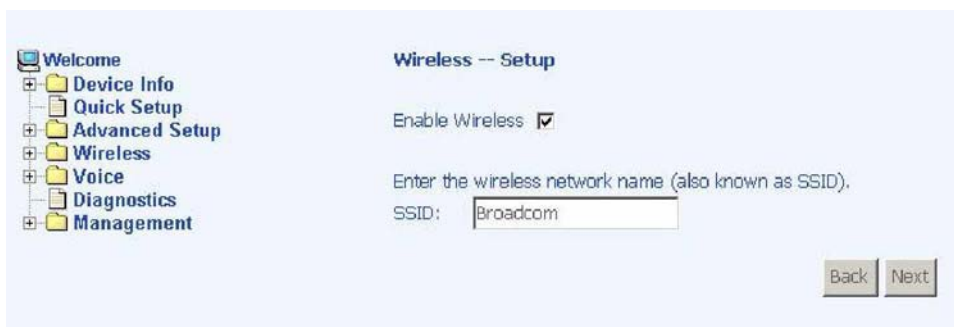 Welcome
Device Info
Quick Setup
Advanced Setup
Wireless
Voice
Diagnostics
Management
Wireless -- Setup
Enable Wireless
Enter the wireless network name (also known as SSID).
SSID: Broadcom
Back Next